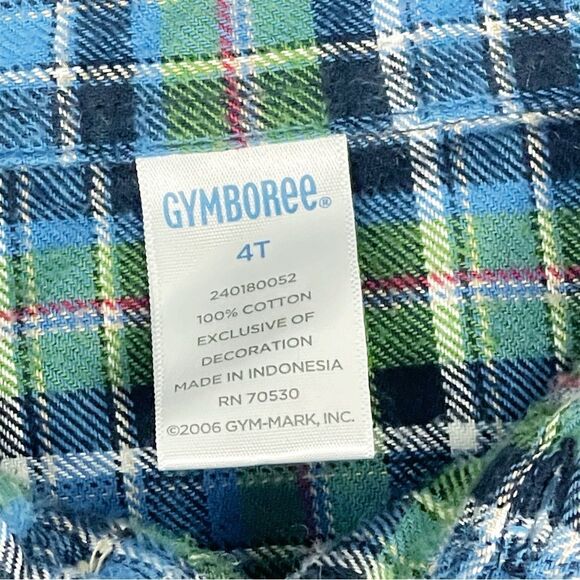 GYMBOREE®
4T
240180052
100% COTTON
EXCLUSIVE OF
DECORATION
MADE IN INDONESIA
RN 70530
©2006 GYM-MARK, INC.